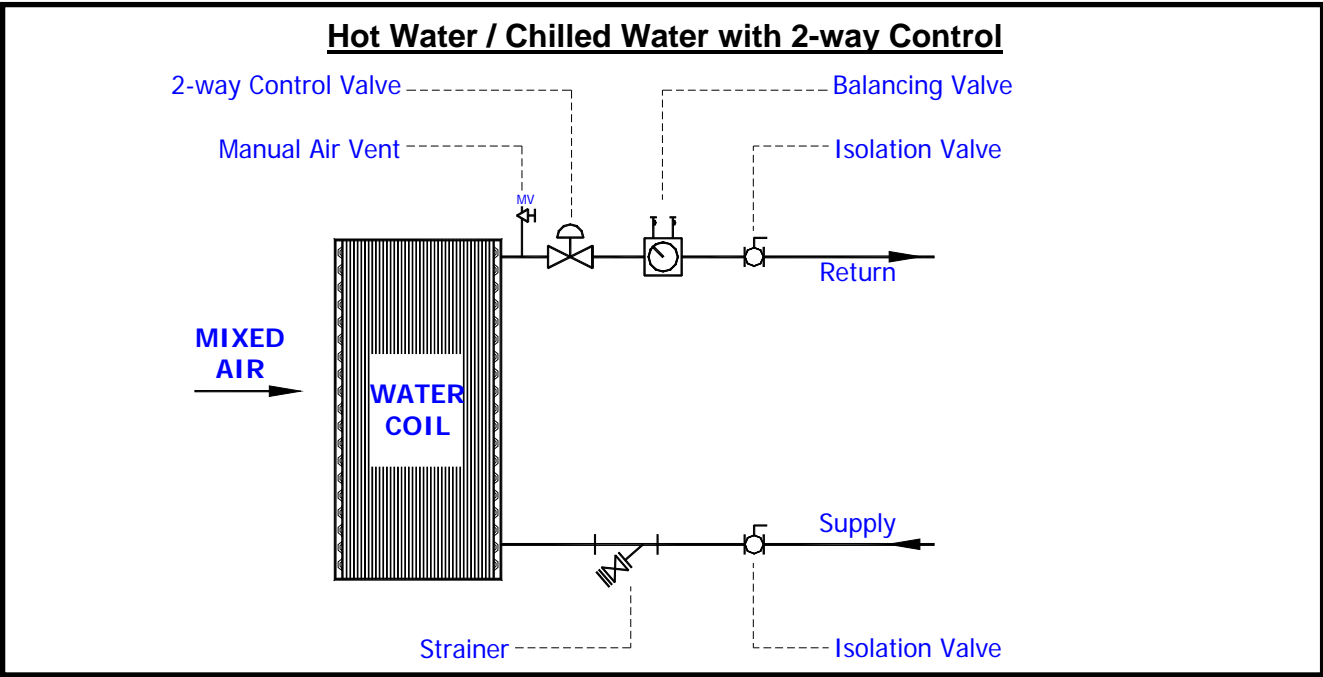 Hot Water / Chilled Water with 2-way Control
2-way Control Valve
Balancing Valve
Manual Air Vent
Isolation Valve
MV
Return
MIXED
AIR
WATER
COIL
Supply
Strainer
Isolation Valve